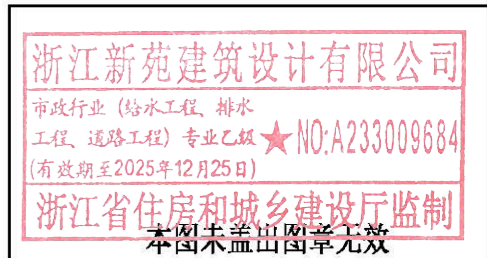 浙江新苑建筑设计有限公司
市政行业（给水工程、排水
工程、道路工程）专业乙级
(有效期至2025年12月25日)
★NO:A233009684
浙江省住房和城乡建设厅监制
本图未盖出图章无效